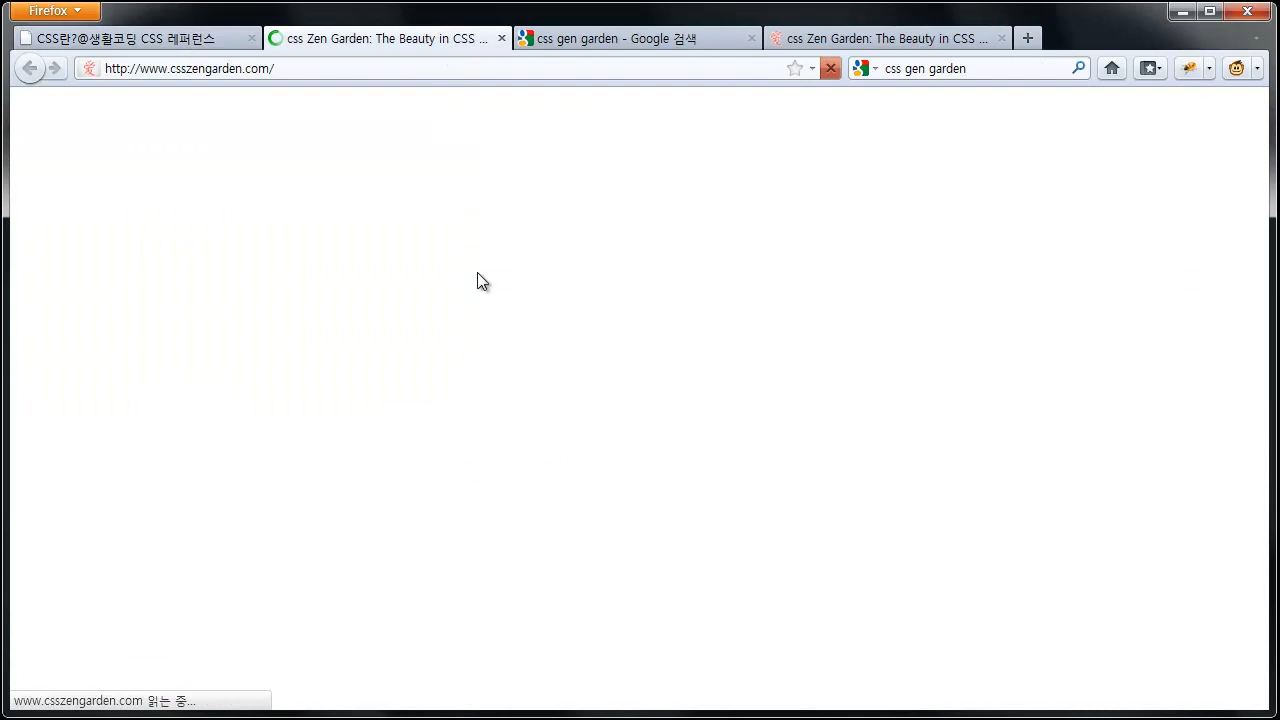 Firefox
CSS란?@생활코딩 CSS 레퍼런스
css Zen Garden: The Beauty in CSS ...
css gen garden - Google 검색
css Zen Garden: The Beauty in CSS ...
http://www.csszengarden.com/
css gen garden
www.csszengarden.com 읽는 중...